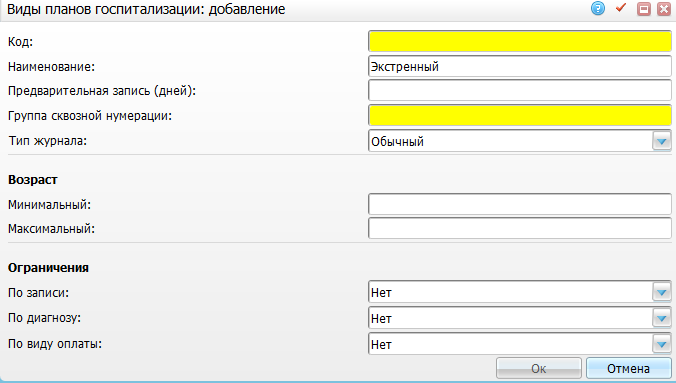 Виды планов госпитализации: добавление
Код:
Наименование: Экстренный
Предварительная запись (дней):
Группа сквозной нумерации:
Тип журнала: Обычный
Возраст
Минимальный:
Максимальный:
Ограничения
По записи: Нет
По диагнозу: Нет
По виду оплаты: Нет
Ок Отмена